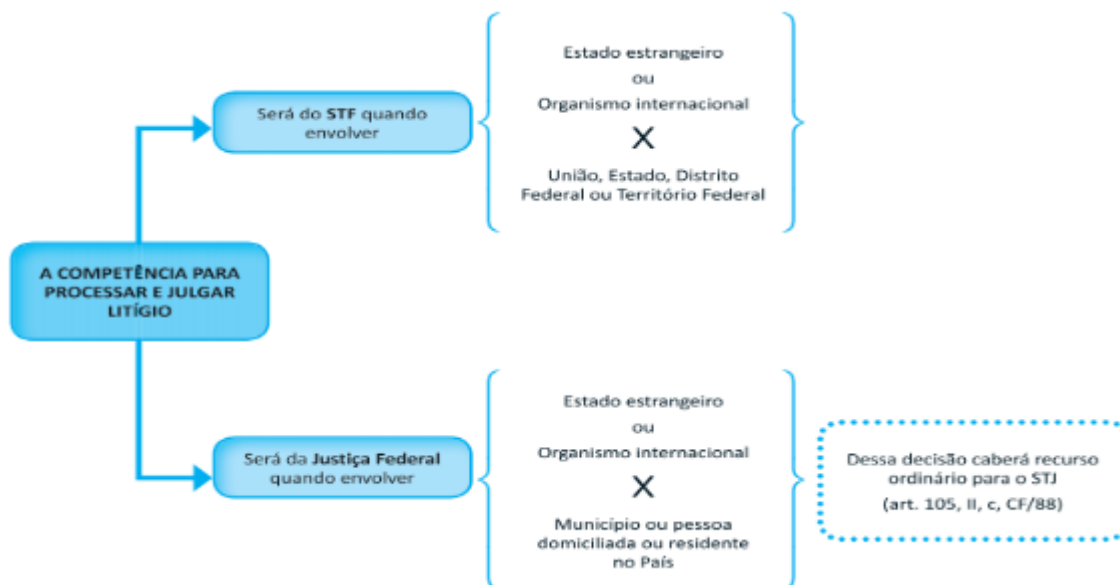 Estado estrangeiro
ou
Organismo internacional
X
União, Estado, Distrito
Federal ou Território Federal
Será do STF quando
envolver
A COMPETÊNCIA PARA
PROCESSAR E JULGAR
LITÍGIO
Será da Justiça Federal
quando envolver
Estado estrangeiro
ou
Organismo internacional
X
Município ou pessoa
domiciliada ou residente
no País
Dessa decisão caberá recurso
ordinário para o STJ
(art. 105, II, c, CF/88)